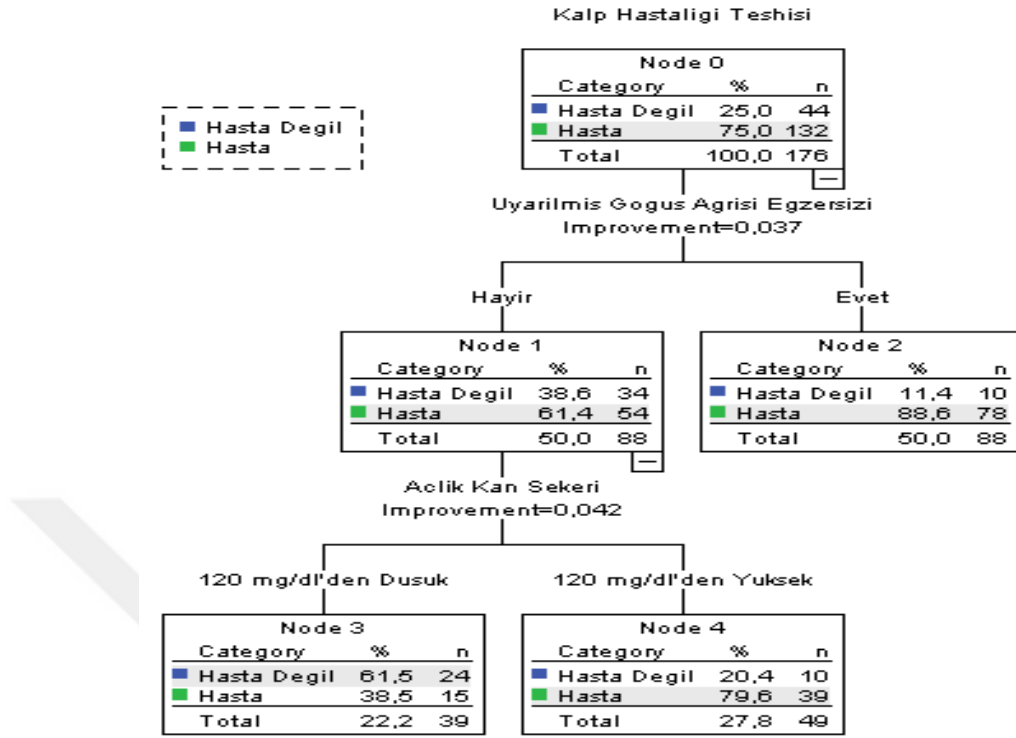 Kalp Hastaligi Teshisi
Hasta Degil
Hasta
Node 0
Category % n
Hasta Degil 25,0 44
Hasta 75,0 132
Total 100,0 176
Uyarilmis Gogus Agrisi Egzersizi
Improvement=0,037
Hayir
Evet
Node 1
Category % n
Hasta Degil 38,6 34
Hasta 61,4 54
Total 50,0 88
Node 2
Category % n
Hasta Degil 11,4 10
Hasta 88,6 78
Total 50,0 88
Aclik Kan Sekeri
Improvement=0,042
120 mg/dl'den Dusuk
120 mg/dl'den Yuksek
Node 3
Category % n
Hasta Degil 61,5 24
Hasta 38,5 15
Total 22,2 39
Node 4
Category % n
Hasta Degil 20,4 10
Hasta 79,6 39
Total 27,8 49